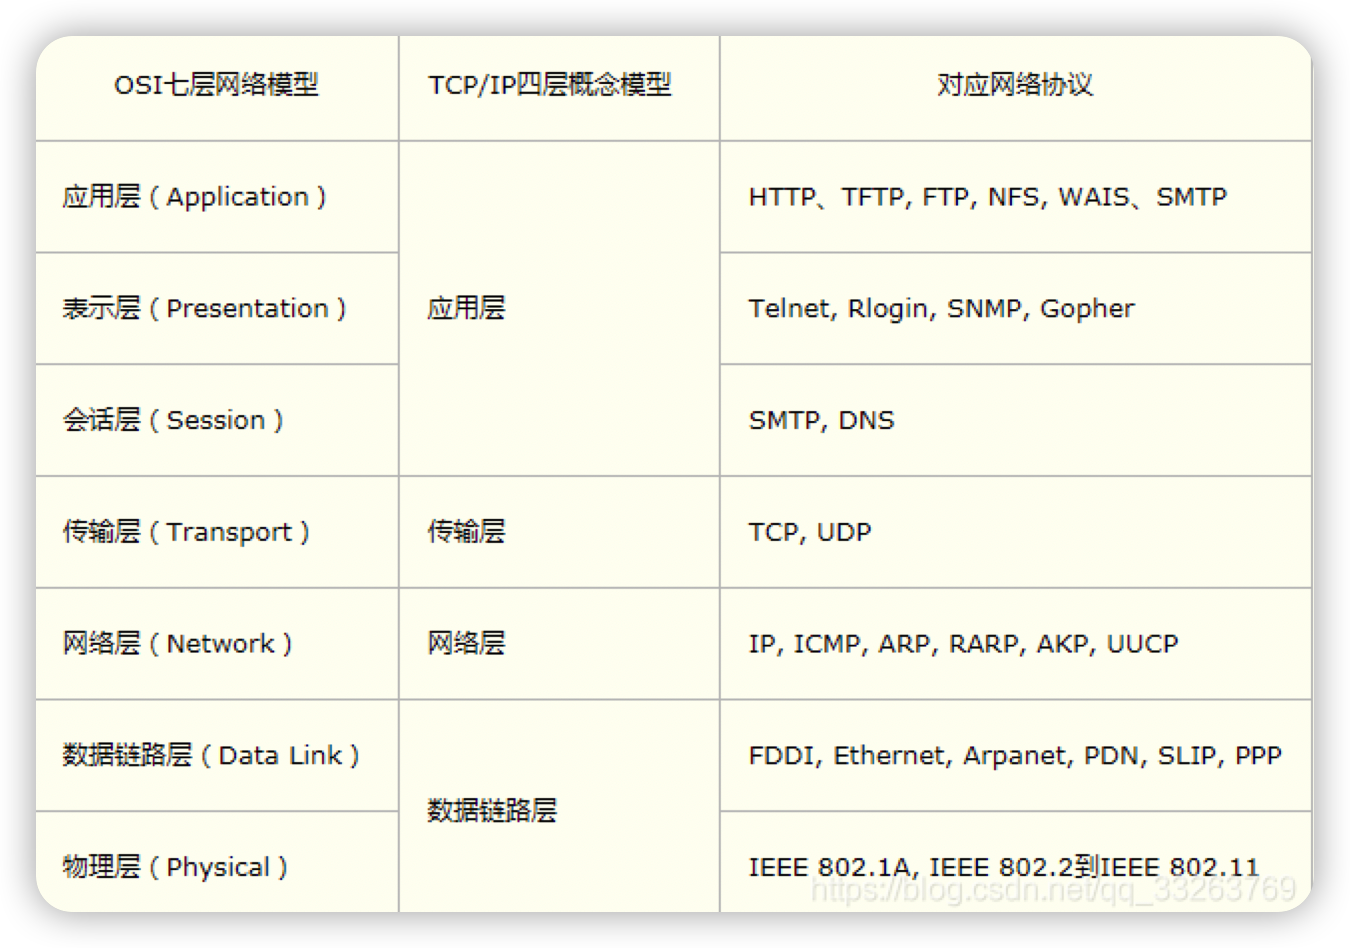 OSI七层网络模型 TCP/IP四层概念模型 对应网络协议
应用层 ( Application ) HTTP、TFTP, FTP, NFS, WAIS、SMTP
表示层 ( Presentation ) 应用层 Telnet, Rlogin, SNMP, Gopher
会话层 ( Session ) SMTP, DNS
传输层 ( Transport ) 传输层 TCP, UDP
网络层 ( Network ) 网络层 IP, ICMP, ARP, RARP, AKP, UUCP
数据链路层 ( Data Link ) FDDI, Ethernet, Arpanet, PDN, SLIP, PPP
数据链路层
物理层 ( Physical ) IEEE 802.1A, IEEE 802.2到IEEE 802.11
https://blog.csdn.net/qq_33263769